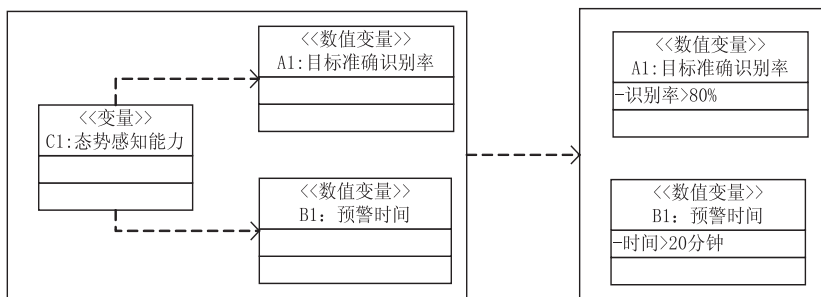 <<变量>>
C1:态势感知能力
<<数值变量>>
A1:目标准确识别率
<<数值变量>>
B1: 预警时间
<<数值变量>>
A1:目标准确识别率
-识别率>80%
<<数值变量>>
B1: 预警时间
-时间>20分钟